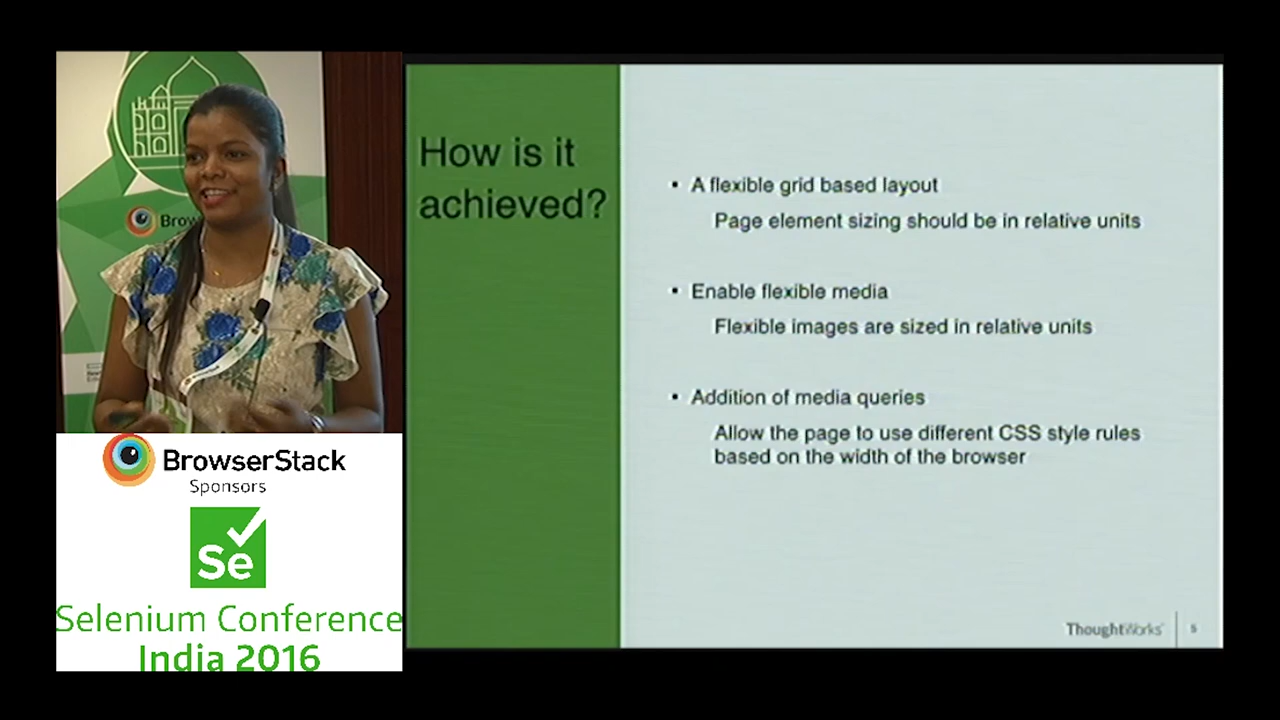 Brow
How is it
achieved?
• A flexible grid based layout
Page element sizing should be in relative units
• Enable flexible media
Flexible images are sized in relative units
• Addition of media queries
Allow the page to use different CSS style rules
based on the width of the browser
ThoughtWorks
5
BrowserStack
Sponsors
Se
Selenium Conference
India 2016